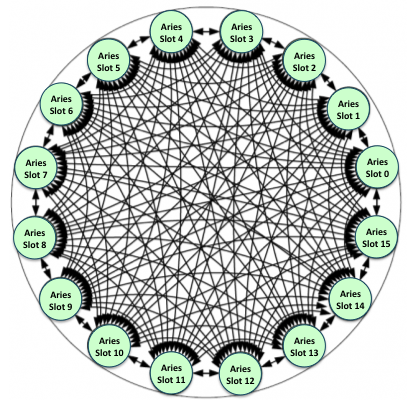 Aries
Slot 4
Aries
Slot 3
Aries
Slot 5
Aries
Slot 2
Aries
Slot 6
Aries
Slot 1
Aries
Slot 7
Aries
Slot 0
Aries
Slot 8
Aries
Slot 15
Aries
Slot 9
Aries
Slot 14
Aries
Slot 10
Aries
Slot 13
Aries
Slot 11
Aries
Slot 12